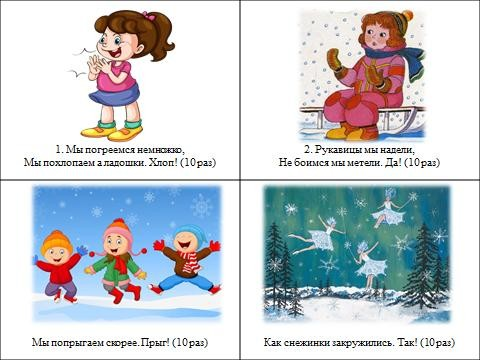 1. Мы погреемся немножко,
Мы похлопаем а ладошки. Хлоп! (10 раз)
2. Рукавицы мы надели,
Не боимся мы метели. Да! (10 раз)
Мы попрыгаем скорее. Прыг! (10 раз)
Как снежинки закружились. Так! (10 раз)